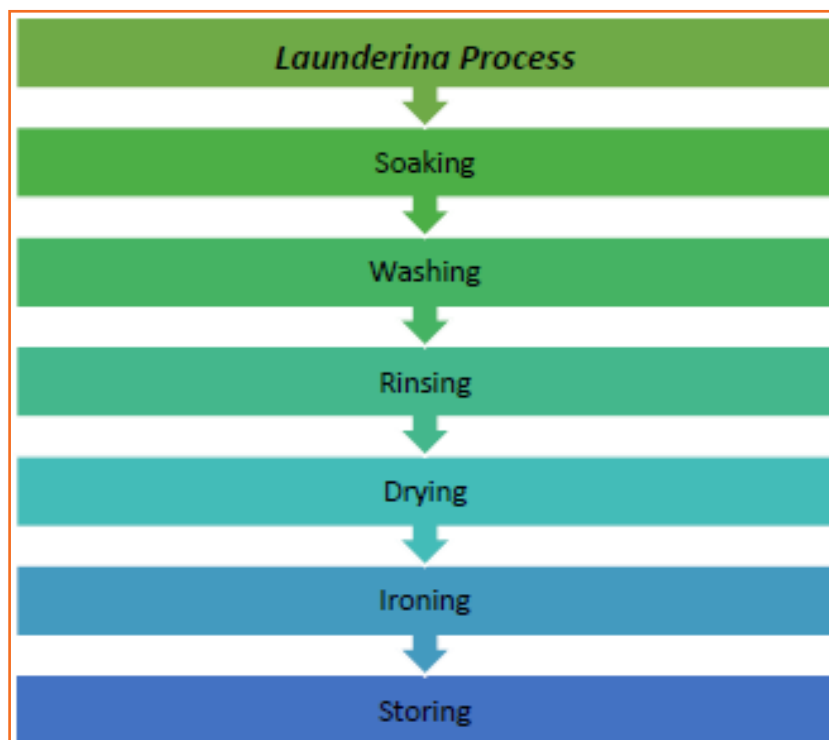 Launderina Process
Soaking
Washing
Rinsing
Drying
Ironing
Storing